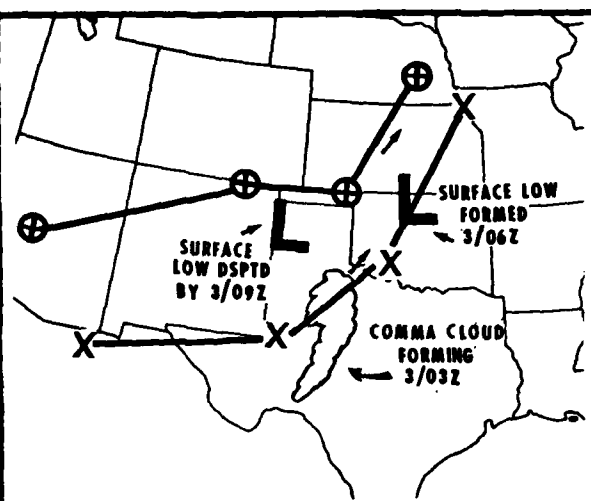 L
SURFACE LOW
FORMED
3/06Z
L
SURFACE
LOW DSPTD
BY 3/09Z
COMMA CLOUD
FORMING
3/03Z
X
X
X
X